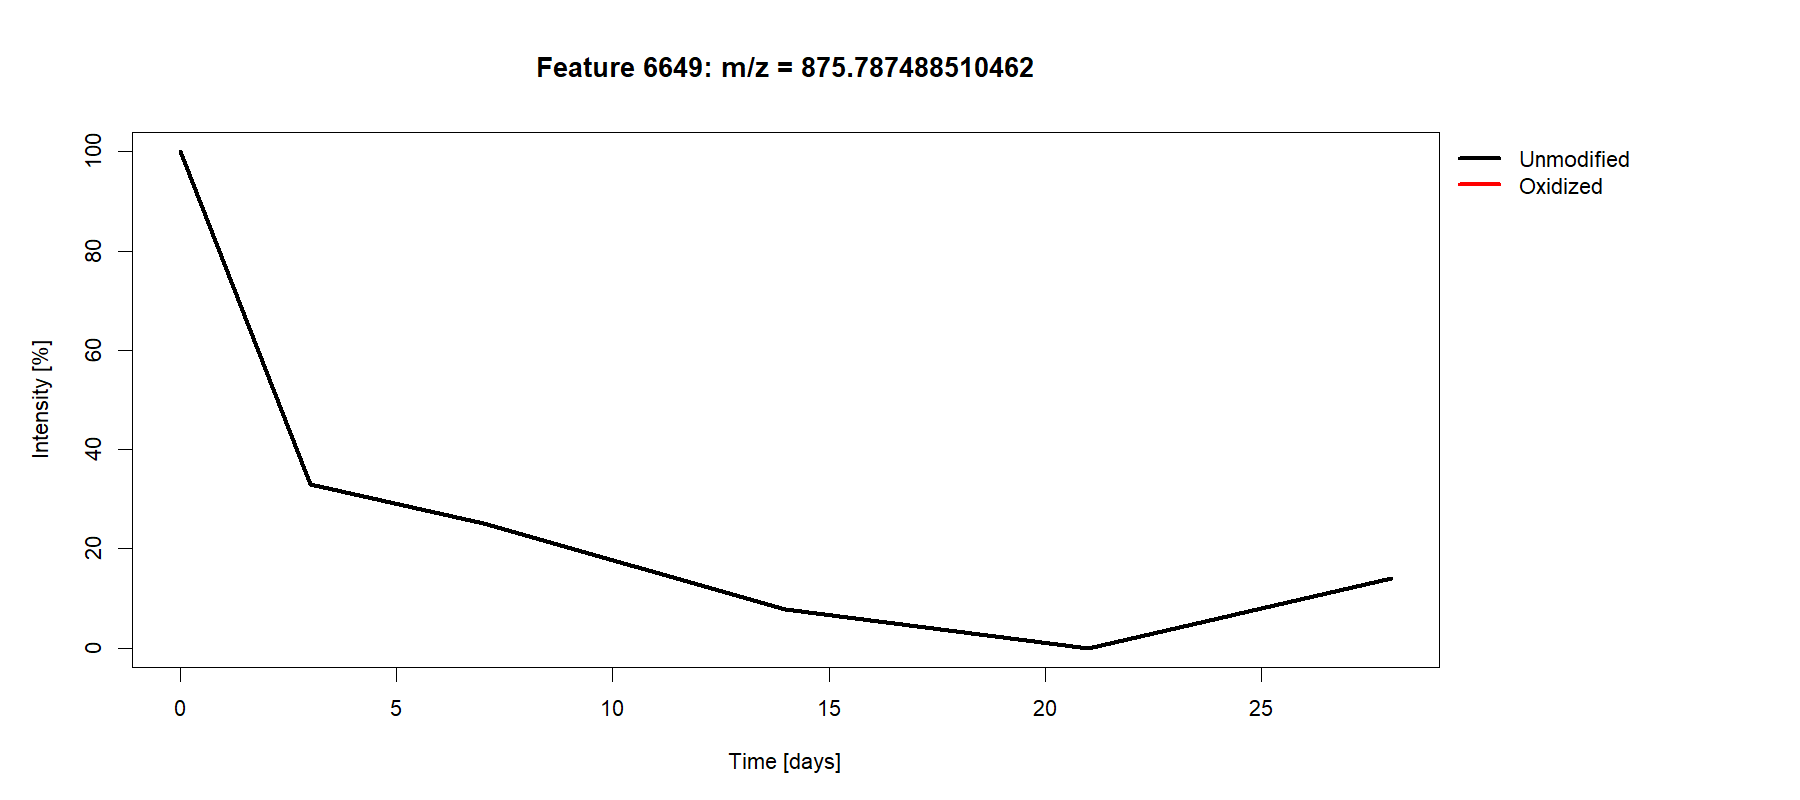 Feature 6649: m/z = 875.787488510462
Unmodified
Oxidized
100
80
60
40
20
0
Intensity [%]
0 5 10 15 20 25
Time [days]